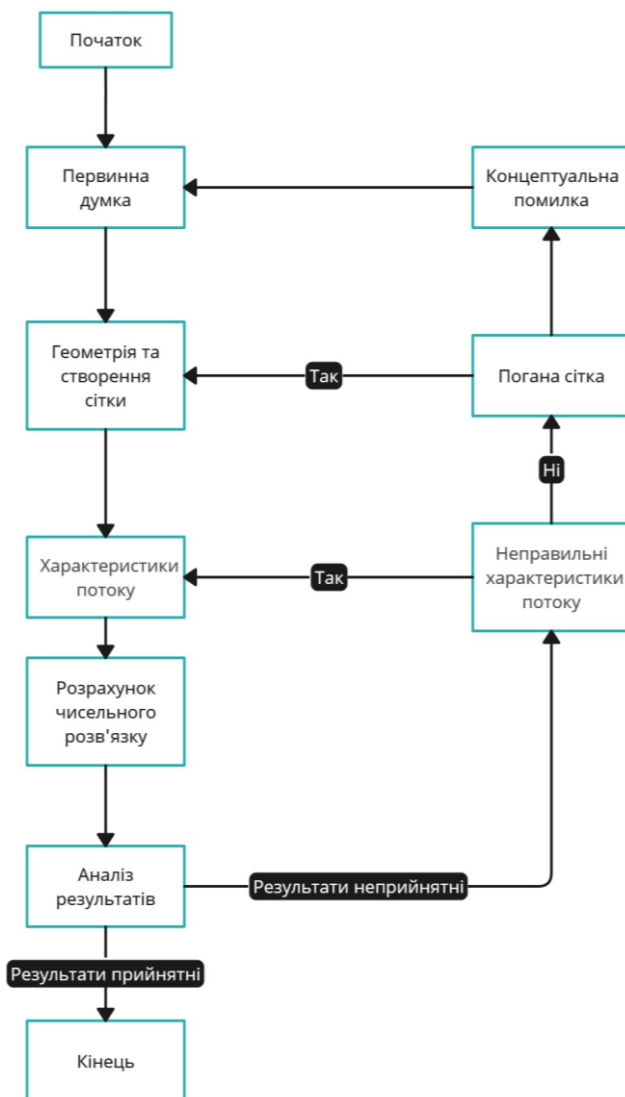 Початок
Первинна
думка
Концептуальна
помилка
Геометрія та
створення
сітки
Так
Погана сітка
Ні
Характеристики
потоку
Так
Неправильні
характеристики
потоку
Розрахунок
чисельного
розв'язку
Аналіз
результатів
Результати неприйнятні
Результати прийнятні
Кінець